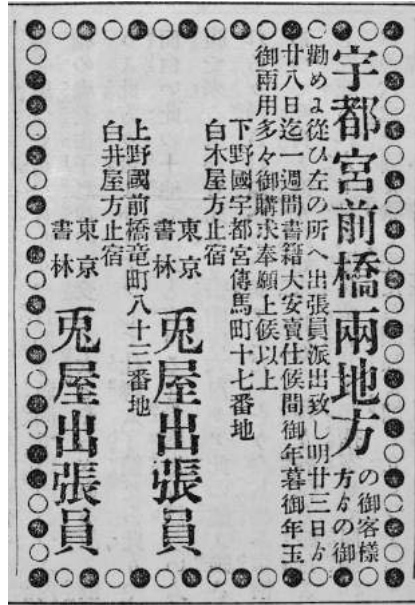 宇都宮前橋兩地方
の御客様
方ゟの御
勸めよ從ひ左の所へ出張員派出致し明廿三日ゟ
廿八日迄一週間書籍大安賣仕候間御年暮御年玉
御兩用多々御購求奉願上候以上
下野國宇都宮傳馬町十七番地
白木屋方止宿
東京
書林
兎屋出張員
上野國前橋竜町八十三番地
白井屋方止宿
東京
書林
兎屋出張員